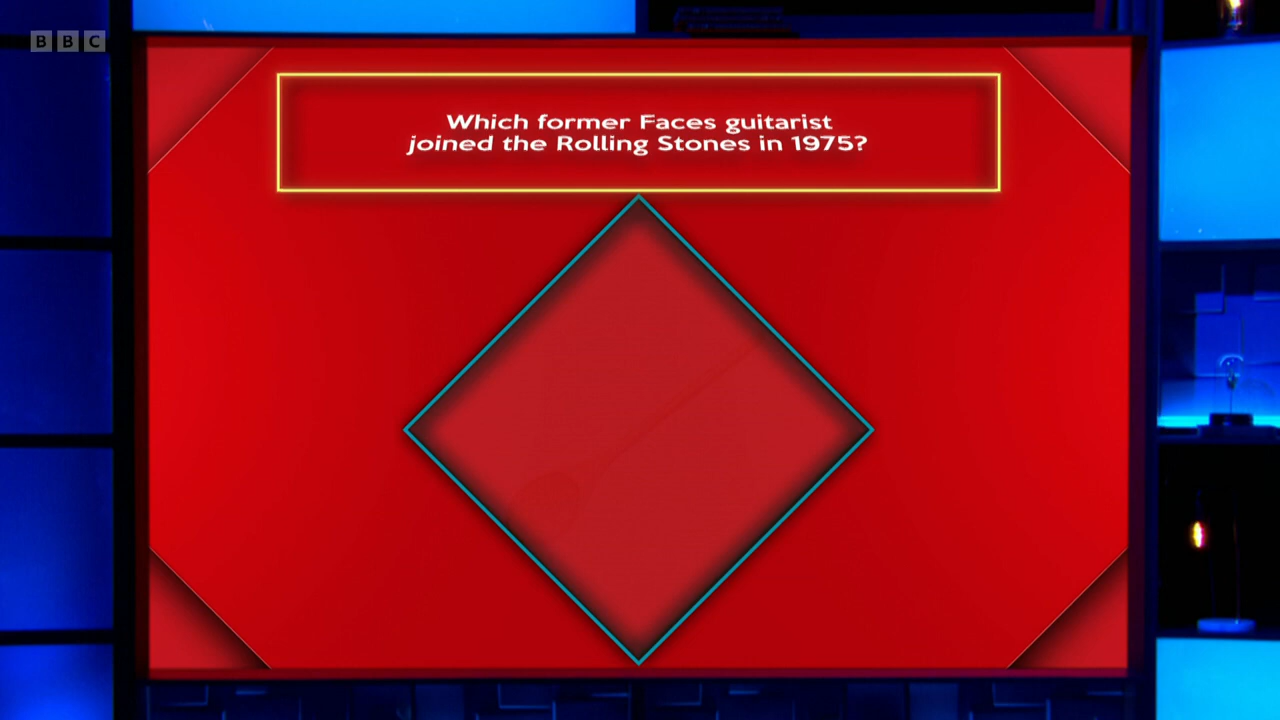 BBC
Which former Faces guitarist
joined the Rolling Stones in 1975?